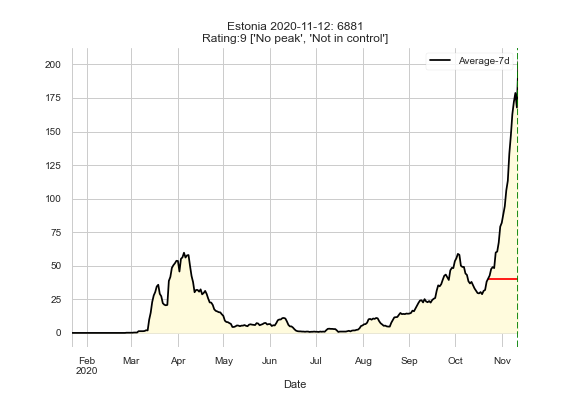 Estonia 2020-11-12: 6881
Rating:9 ['No peak', 'Not in control']
Average-7d
200
175
150
125
100
75
50
25
0
Feb Mar Apr May Jun Jul Aug Sep Oct Nov
2020
Date